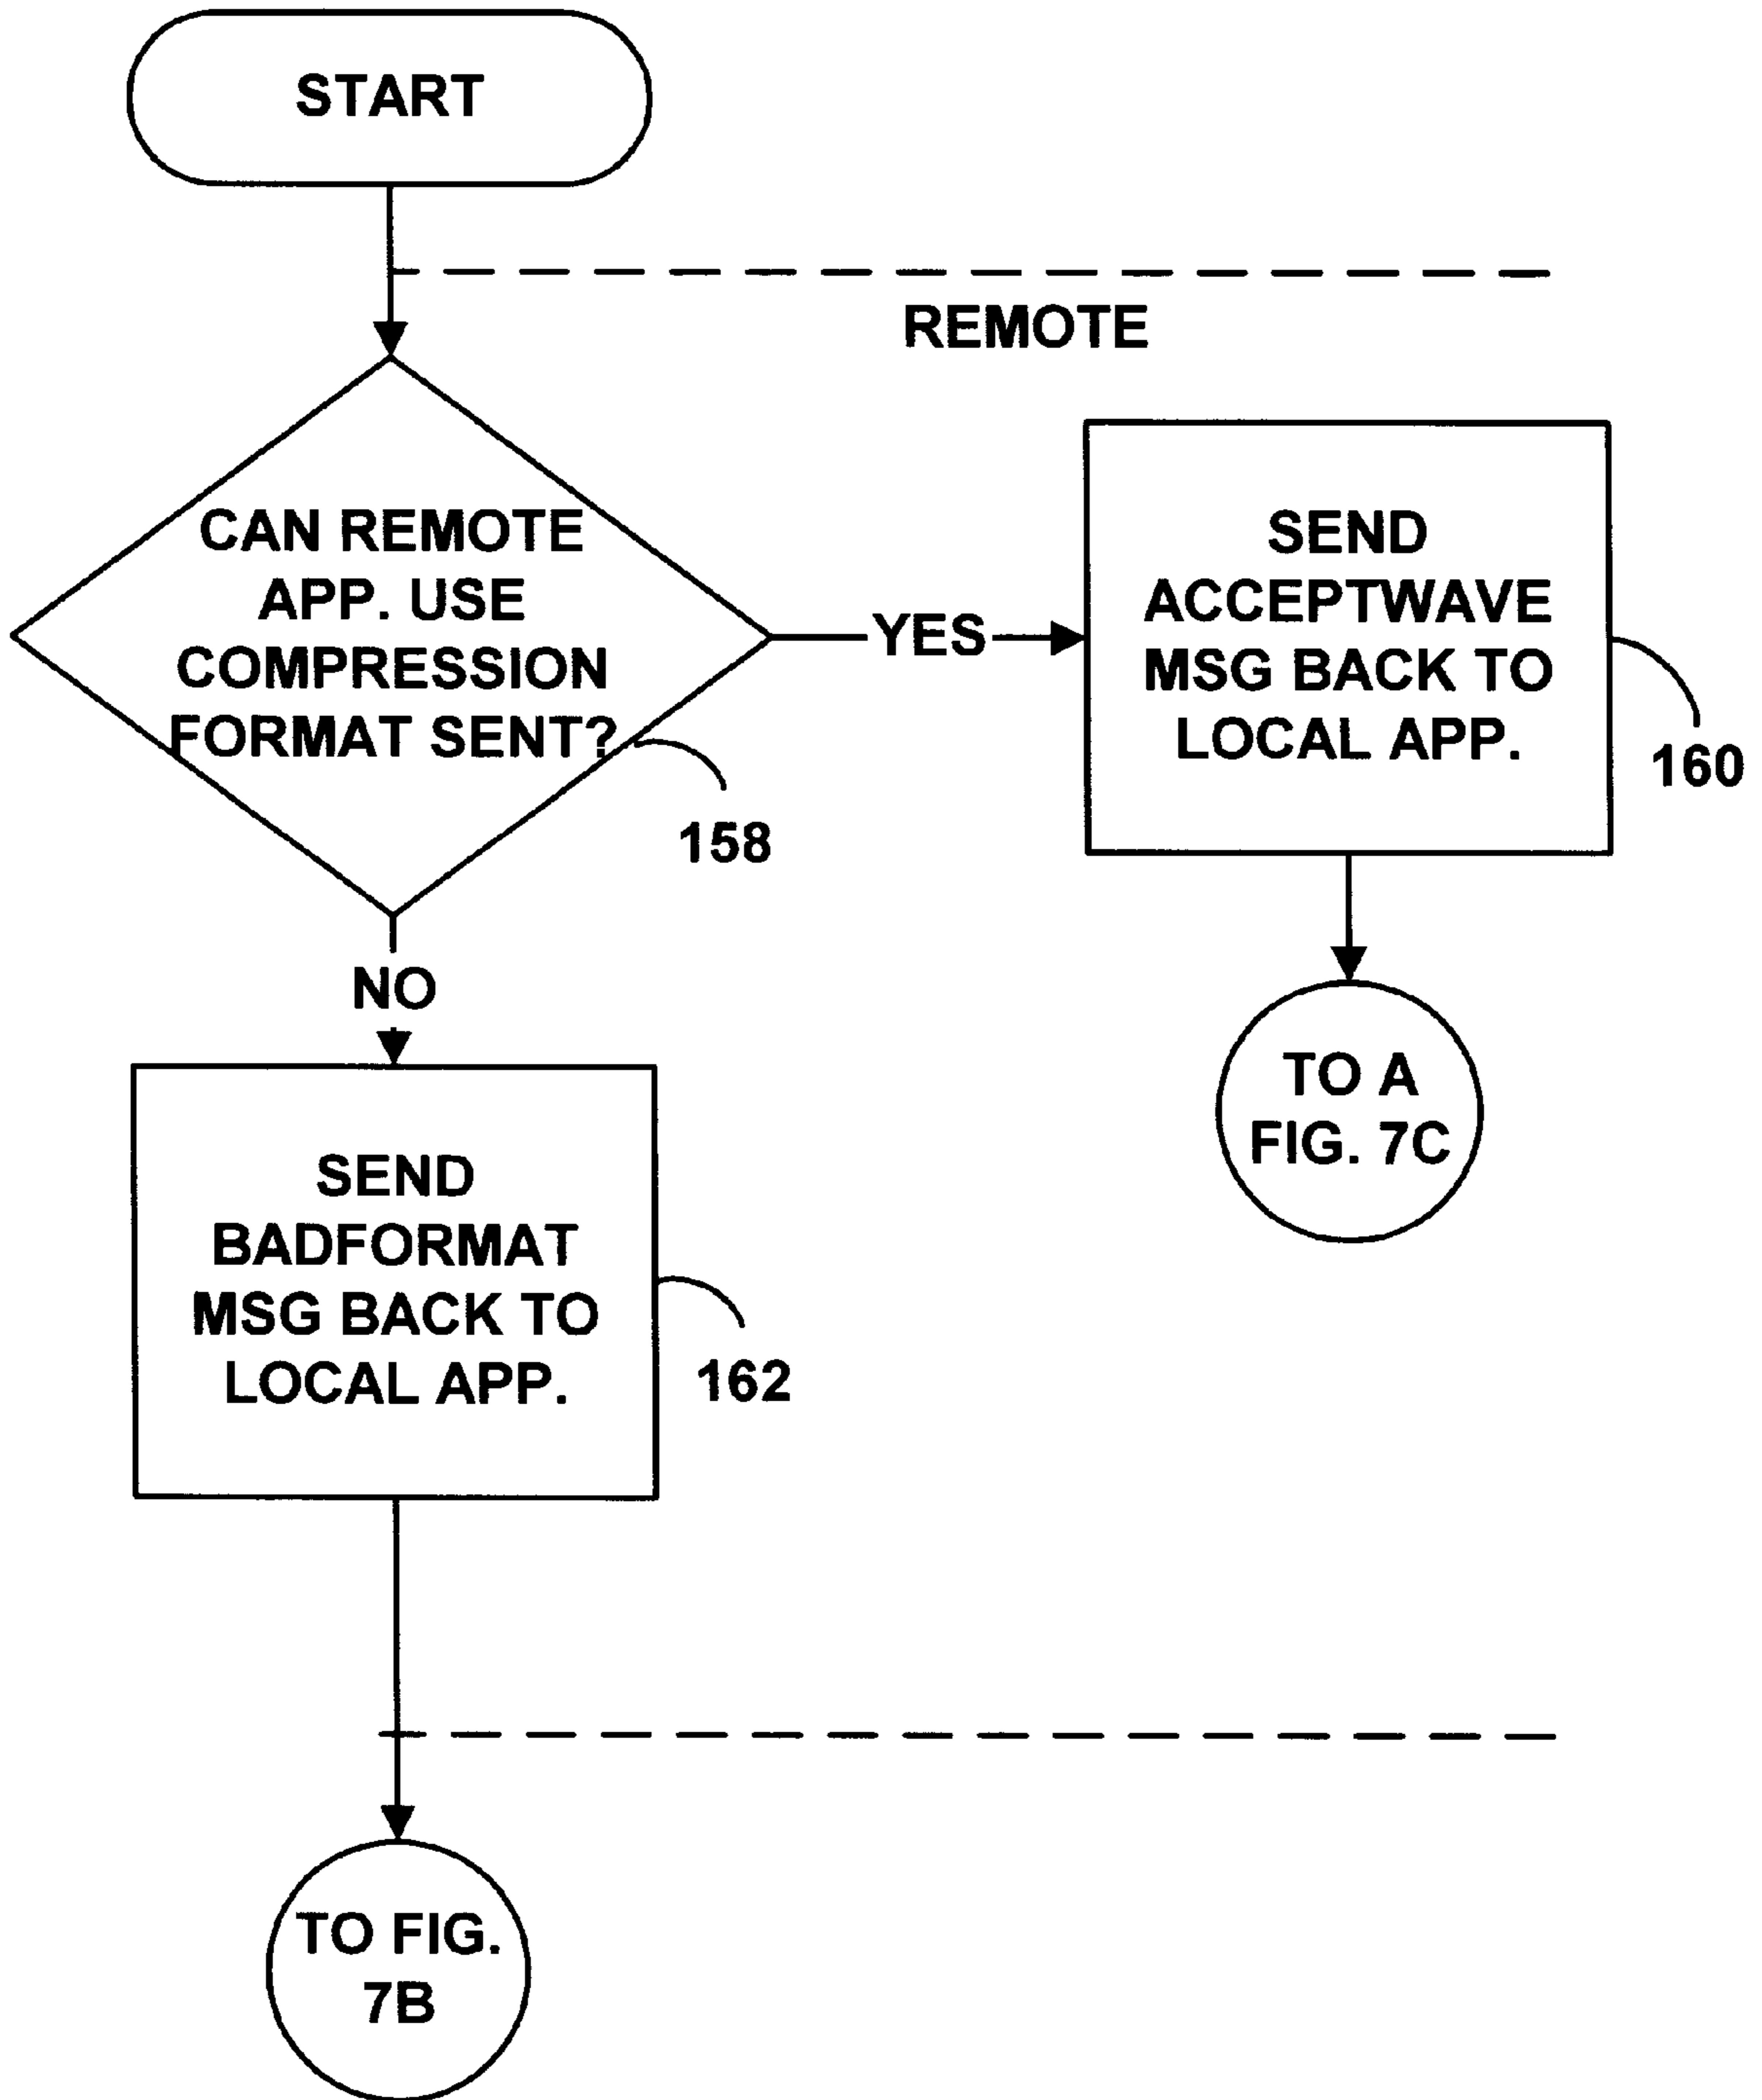 START
REMOTE
CAN REMOTE
APP. USE
COMPRESSION
FORMAT SENT?
158
YES
SEND
ACCEPTWAVE
MSG BACK TO
LOCAL APP.
160
NO
TO A
FIG. 7C
SEND
BADFORMAT
MSG BACK TO
LOCAL APP.
162
TO FIG.
7B